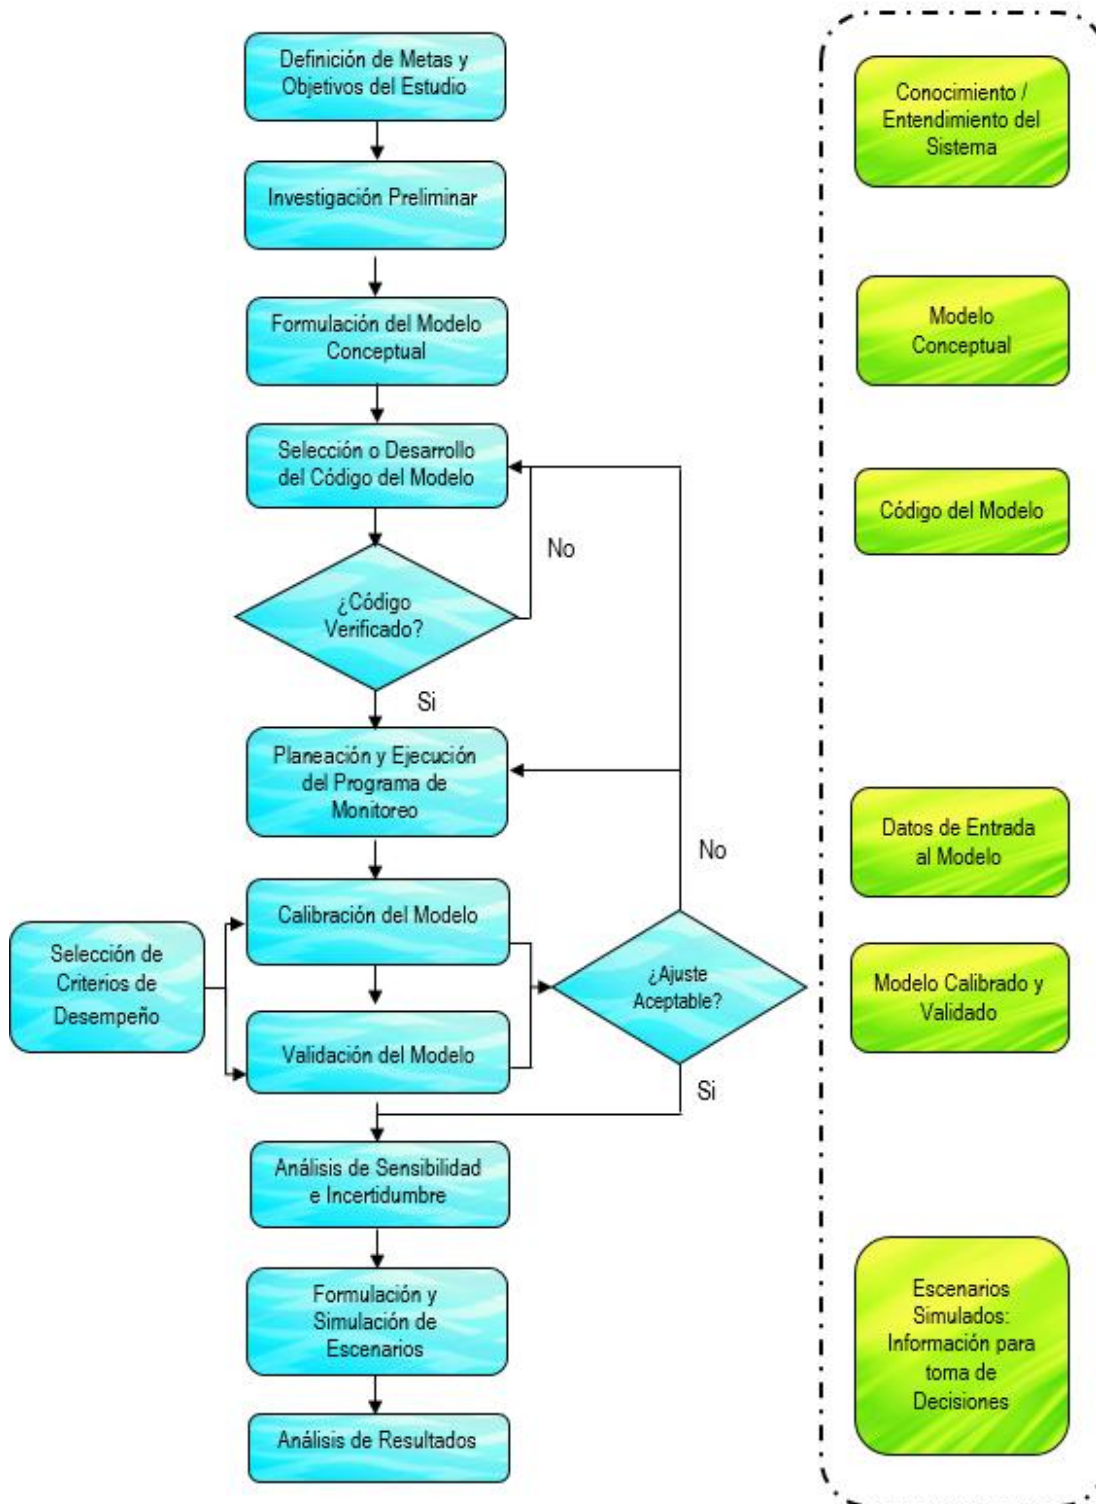 Definición de Metas y
Objetivos del Estudio
Investigación Preliminar
Formulación del Modelo
Conceptual
Selección o Desarrollo
del Código del Modelo
No
¿Código
Verificado?
Si
Planeación y Ejecución
del Programa de
Monitoreo
No
Calibración del Modelo
Selección de
Criterios de
Desempeño
¿Ajuste
Aceptable?
Validación del Modelo
Si
Análisis de Sensibilidad
e Incertidumbre
Formulación y
Simulación de
Escenarios
Análisis de Resultados
Conocimiento /
Entendimiento del
Sistema
Modelo
Conceptual
Código del Modelo
Datos de Entrada
al Modelo
Modelo Calibrado y
Validado
Escenarios
Simulados:
Información para
toma de
Decisiones